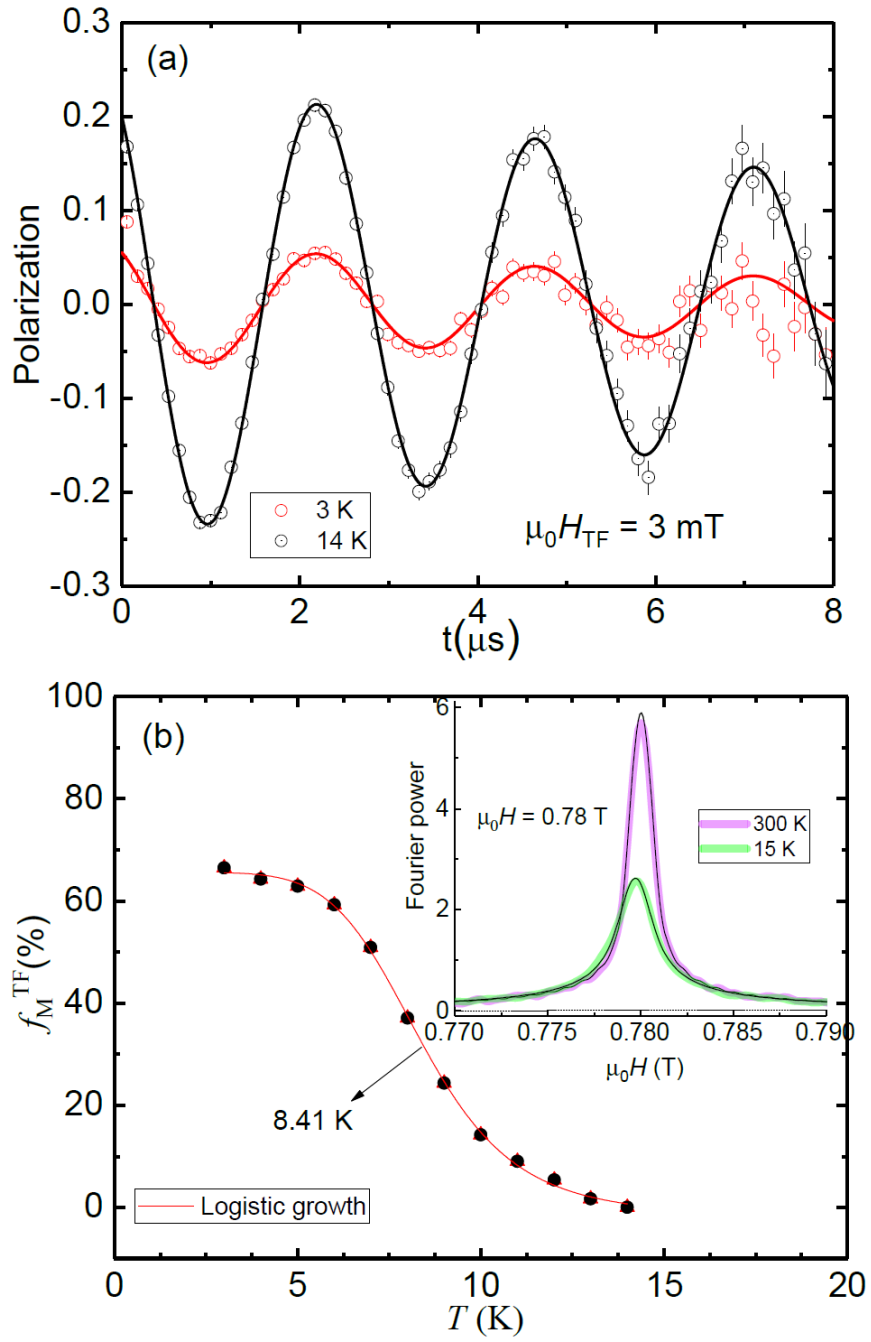 (a)
0.3
0.2
0.1
0.0
-0.1
-0.2
-0.3
Polarization
3 K
14 K
μ₀H_TF = 3 mT
0 2 4 6 8
t(μs)
(b)
100
80
60
40
20
0
f_M^TF(%)
8.41 K
Logistic growth
0 5 10 15 20
T (K)
6
4
2
0
Fourier power
μ₀H = 0.78 T
300 K
15 K
0.770 0.775 0.780 0.785 0.790
μ₀H (T)